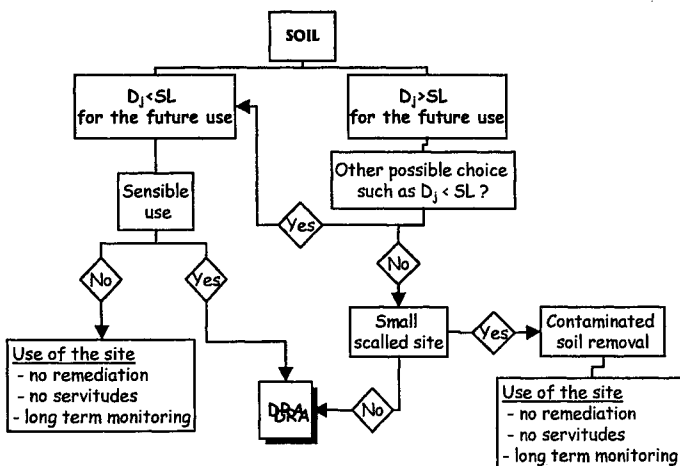 SOIL
Dj<SL
for the future use
Dj>SL
for the future use
Other possible choice
such as Dj < SL ?
Sensible
use
Yes
No
No
Yes
Small
scalled site
Yes
Contaminated
soil removal
Use of the site
- no remediation
- no servitudes
- long term monitoring
DRA
DRA
No
Use of the site
- no remediation
- no servitudes
- long term monitoring